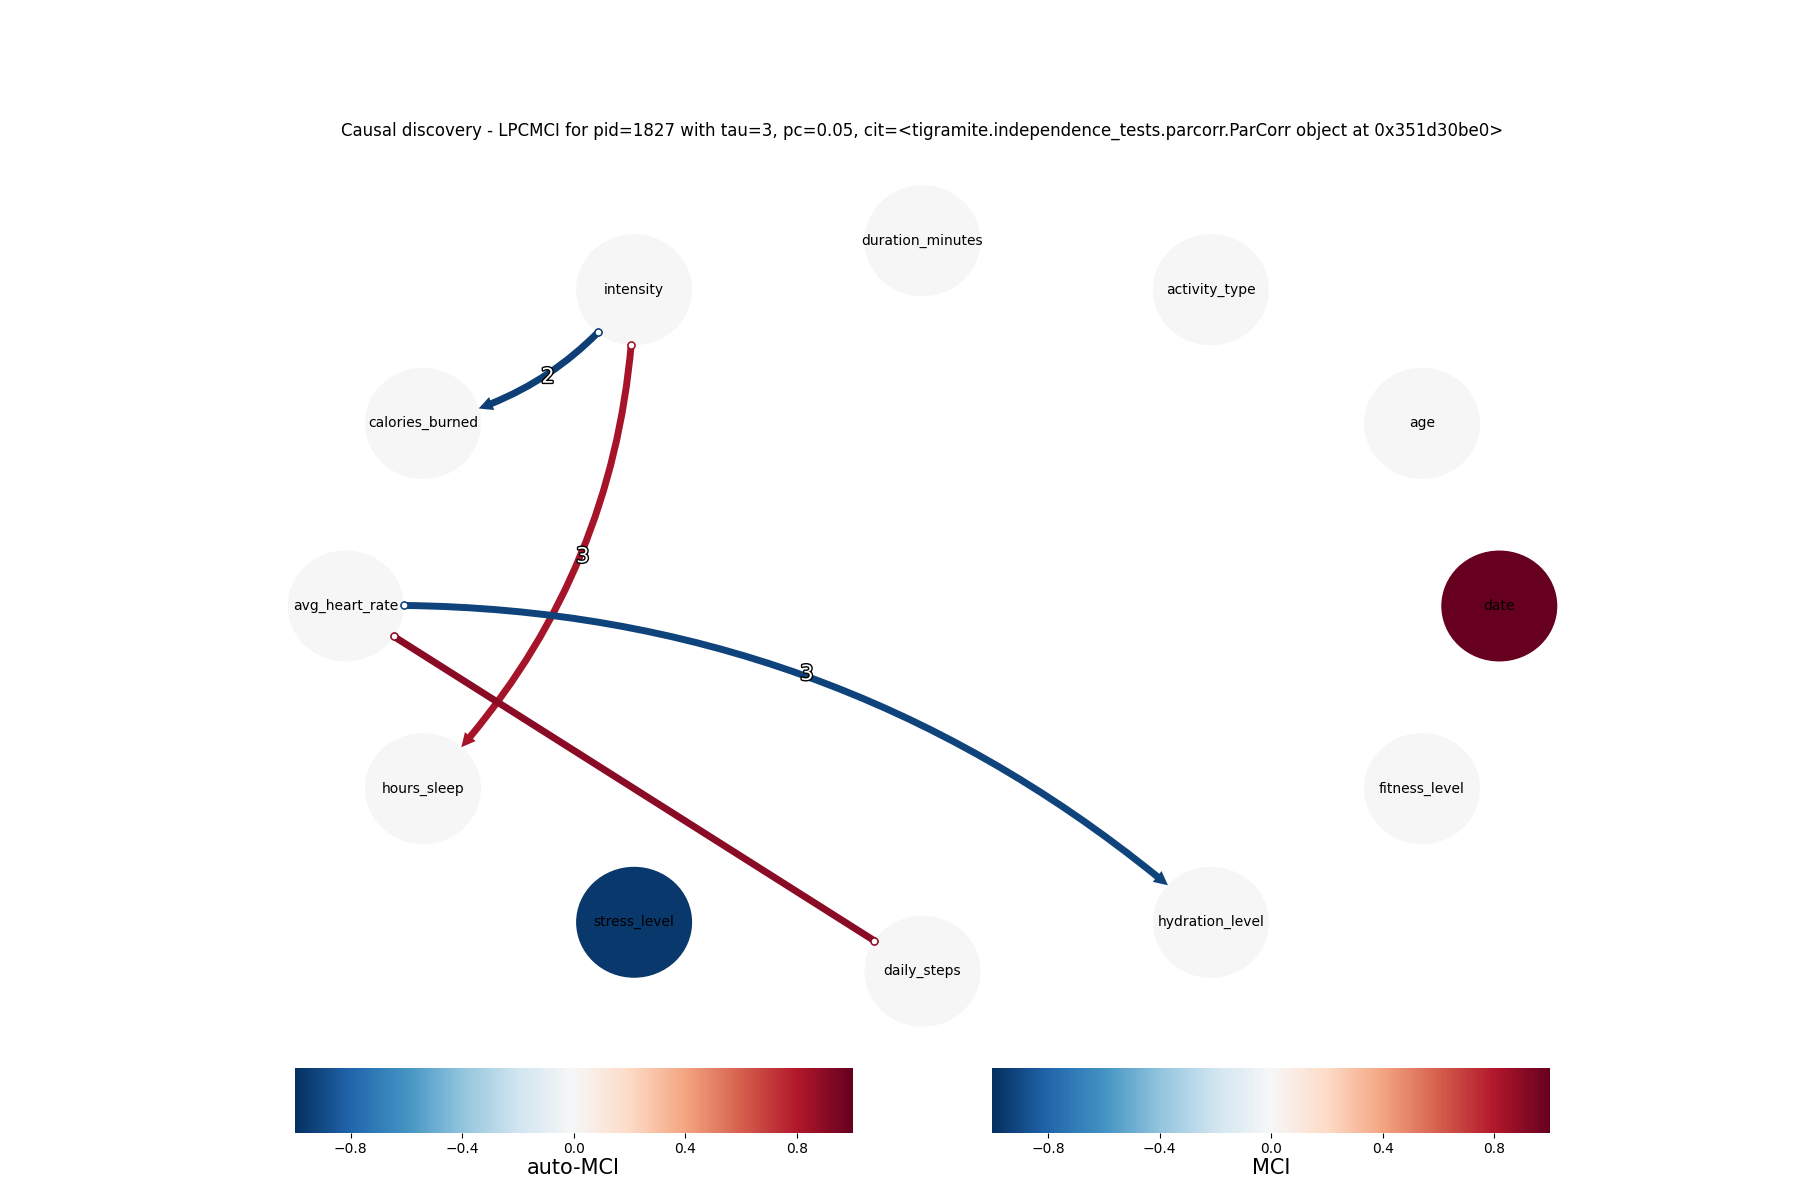 Causal discovery - LPCMCI for pid=1827 with tau=3, pc=0.05, cit=<tigramite.independence_tests.parcorr.ParCorr object at 0x351d30be0>
duration_minutes
intensity
activity_type
2
calories_burned
age
3
avg_heart_rate
date
3
hours_sleep
fitness_level
stress_level
hydration_level
daily_steps
−0.8 −0.4 0.0 0.4 0.8
auto-MCI
−0.8 −0.4 0.0 0.4 0.8
MCI